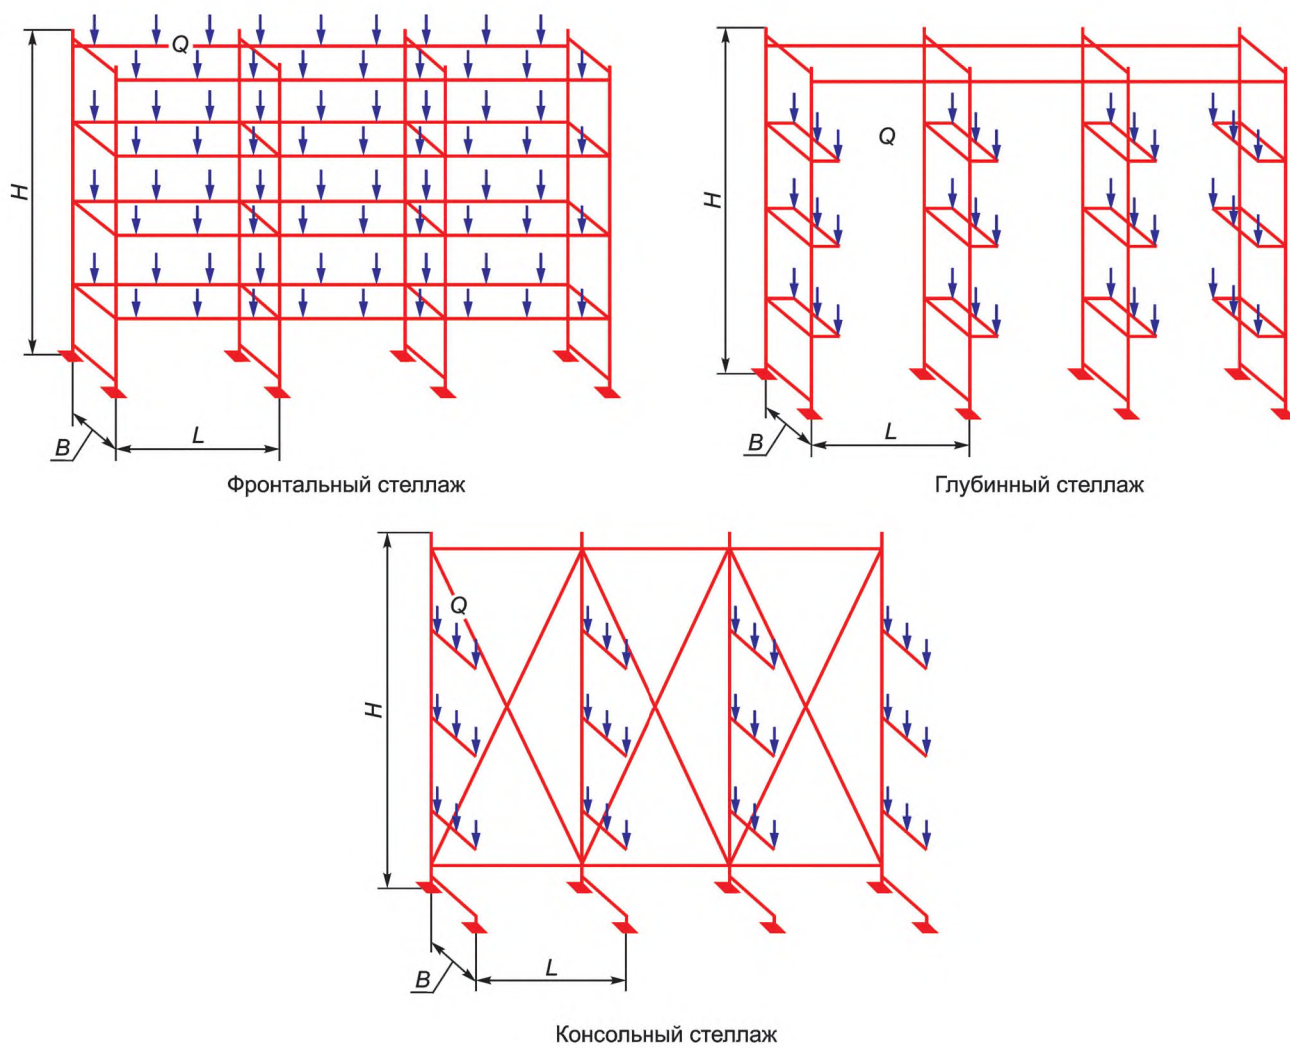 Q
H
B
L
Фронтальный стеллаж
Q
H
B
L
Глубинный стеллаж
Q
H
B
L
Консольный стеллаж